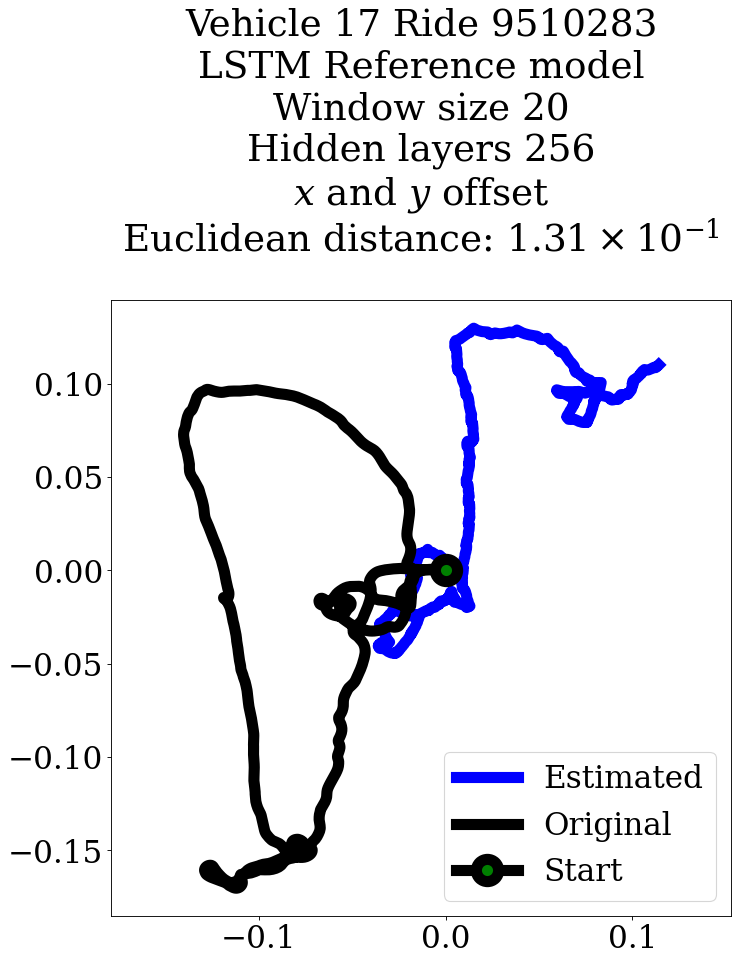 Vehicle 17 Ride 9510283
LSTM Reference model
Window size 20
Hidden layers 256
x and y offset
Euclidean distance: 1.31 × 10⁻¹
0.10
0.05
0.00
−0.05
−0.10
−0.15
Estimated
Original
Start
−0.1 0.0 0.1